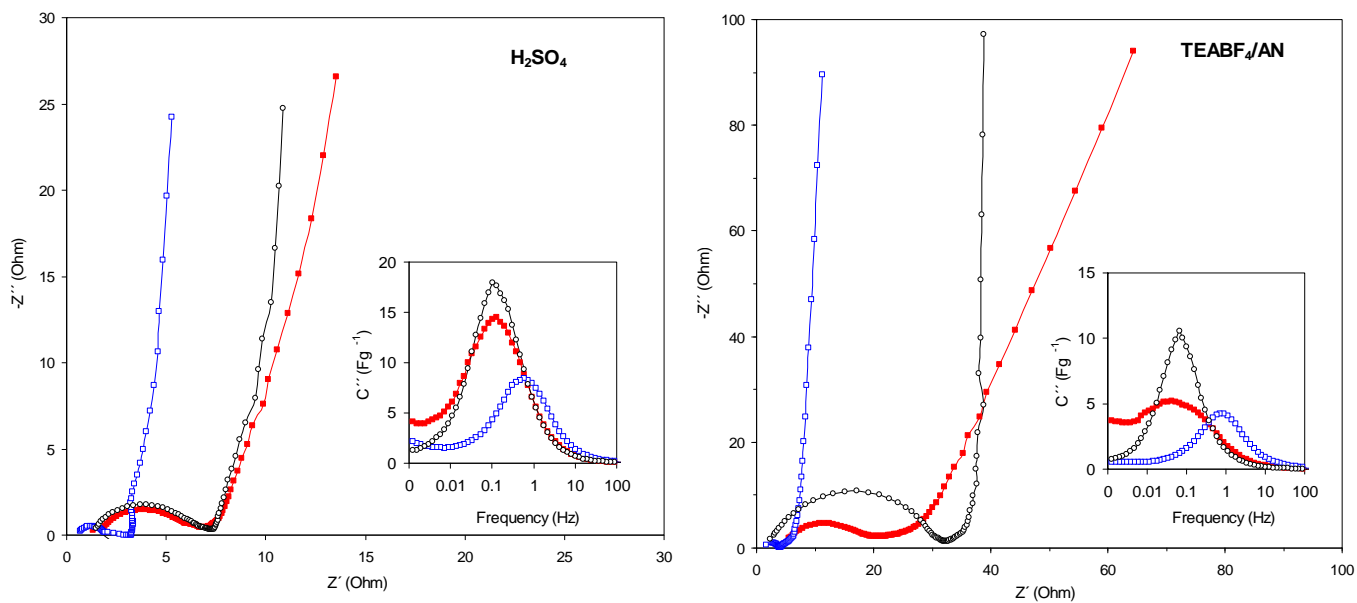 H₂SO₄
-Z´´ (Ohm)
30
25
20
15
10
5
0
0 5 10 15 20 25 30
Z´ (Ohm)
C´´ (Fg⁻¹)
20
15
10
5
0
0 0.01 0.1 1 10 100
Frequency (Hz)
TEABF₄/AN
-Z´´ (Ohm)
100
80
60
40
20
0
0 20 40 60 80 100
Z´ (Ohm)
C´´ (Fg⁻¹)
15
10
5
0
0 0.01 0.1 1 10 100
Frequency (Hz)